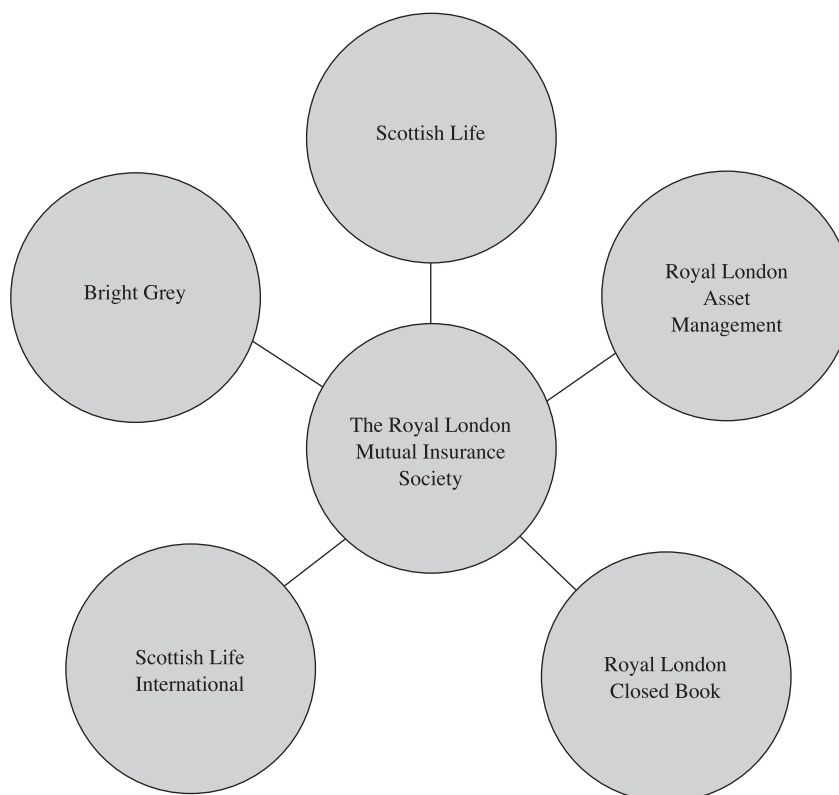 Scottish Life
Bright Grey
Royal London
Asset
Management
The Royal London
Mutual Insurance
Society
Scottish Life
International
Royal London
Closed Book